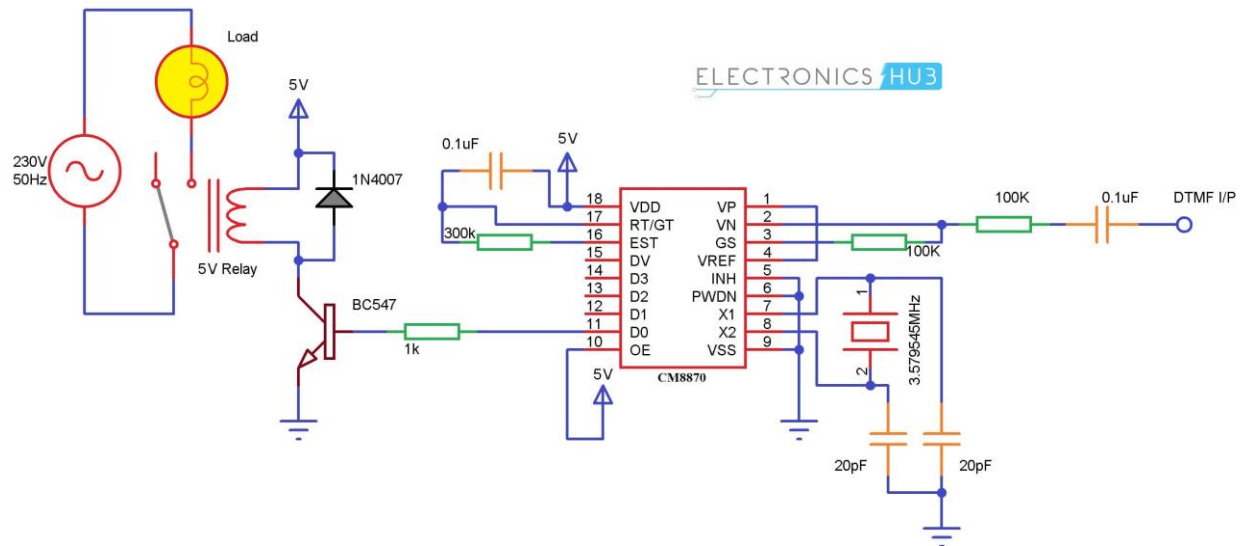 Load
ELECTRONICS HUB
5V
230V
50Hz
1N4007
5V Relay
BC547
1k
0.1uF
5V
300k
18 VDD
17 RT/GT
16 EST
15 DV
14 D3
13 D2
12 D1
11 D0
10 OE
VP 1
VN 2
GS 3
VREF 4
INH 5
PWDN 6
X1 7
X2 8
VSS 9
CM8870
5V
100K
100K
0.1uF
DTMF I/P
1
2
3.579545MHz
20pF
20pF